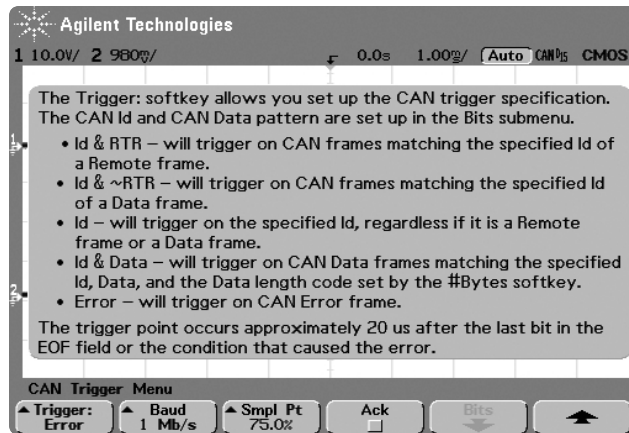 Agilent Technologies
1 10.0V/ 2 980m/ 0.0s 1.00m/ Auto CAN D15 CMOS
The Trigger: softkey allows you set up the CAN trigger specification.
The CAN Id and CAN Data pattern are set up in the Bits submenu.
• Id & RTR – will trigger on CAN frames matching the specified Id of
a Remote frame.
• Id & ~RTR – will trigger on CAN frames matching the specified Id
of a Data frame.
• Id – will trigger on the specified Id, regardless if it is a Remote
frame or a Data frame.
• Id & Data – will trigger on CAN Data frames matching the specified
Id, Data, and the Data length code set by the #Bytes softkey.
• Error – will trigger on CAN Error frame.
The trigger point occurs approximately 20 us after the last bit in the
EOF field or the condition that caused the error.
1
2
CAN Trigger Menu
Trigger: Baud Smpl Pt Ack Bits
Error 1 Mb/s 75.0%